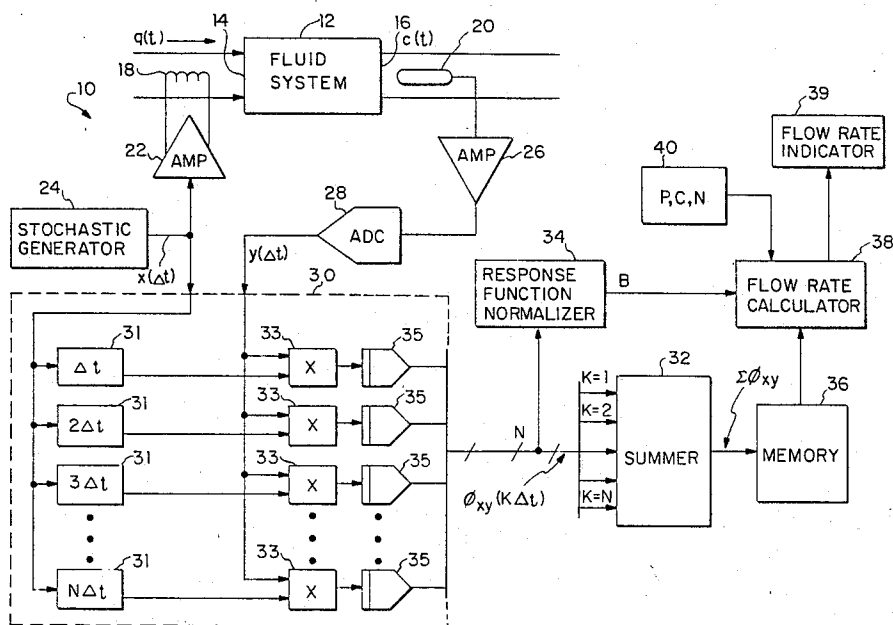 14
12
16
q(t)
c(t)
20
FLUID
SYSTEM
18
10
22
AMP
AMP
26
39
FLOW RATE
INDICATOR
40
P,C,N
24
STOCHASTIC
GENERATOR
x(Δt)
28
ADC
y(Δt)
34
RESPONSE
FUNCTION
NORMALIZER
B
38
FLOW RATE
CALCULATOR
30
31
Δt
33
X
35
31
2Δt
33
X
35
31
3Δt
33
X
35
31
NΔt
33
X
35
N
ϕxy(KΔt)
K=1
K=2
K=N
32
SUMMER
Σϕxy
36
MEMORY